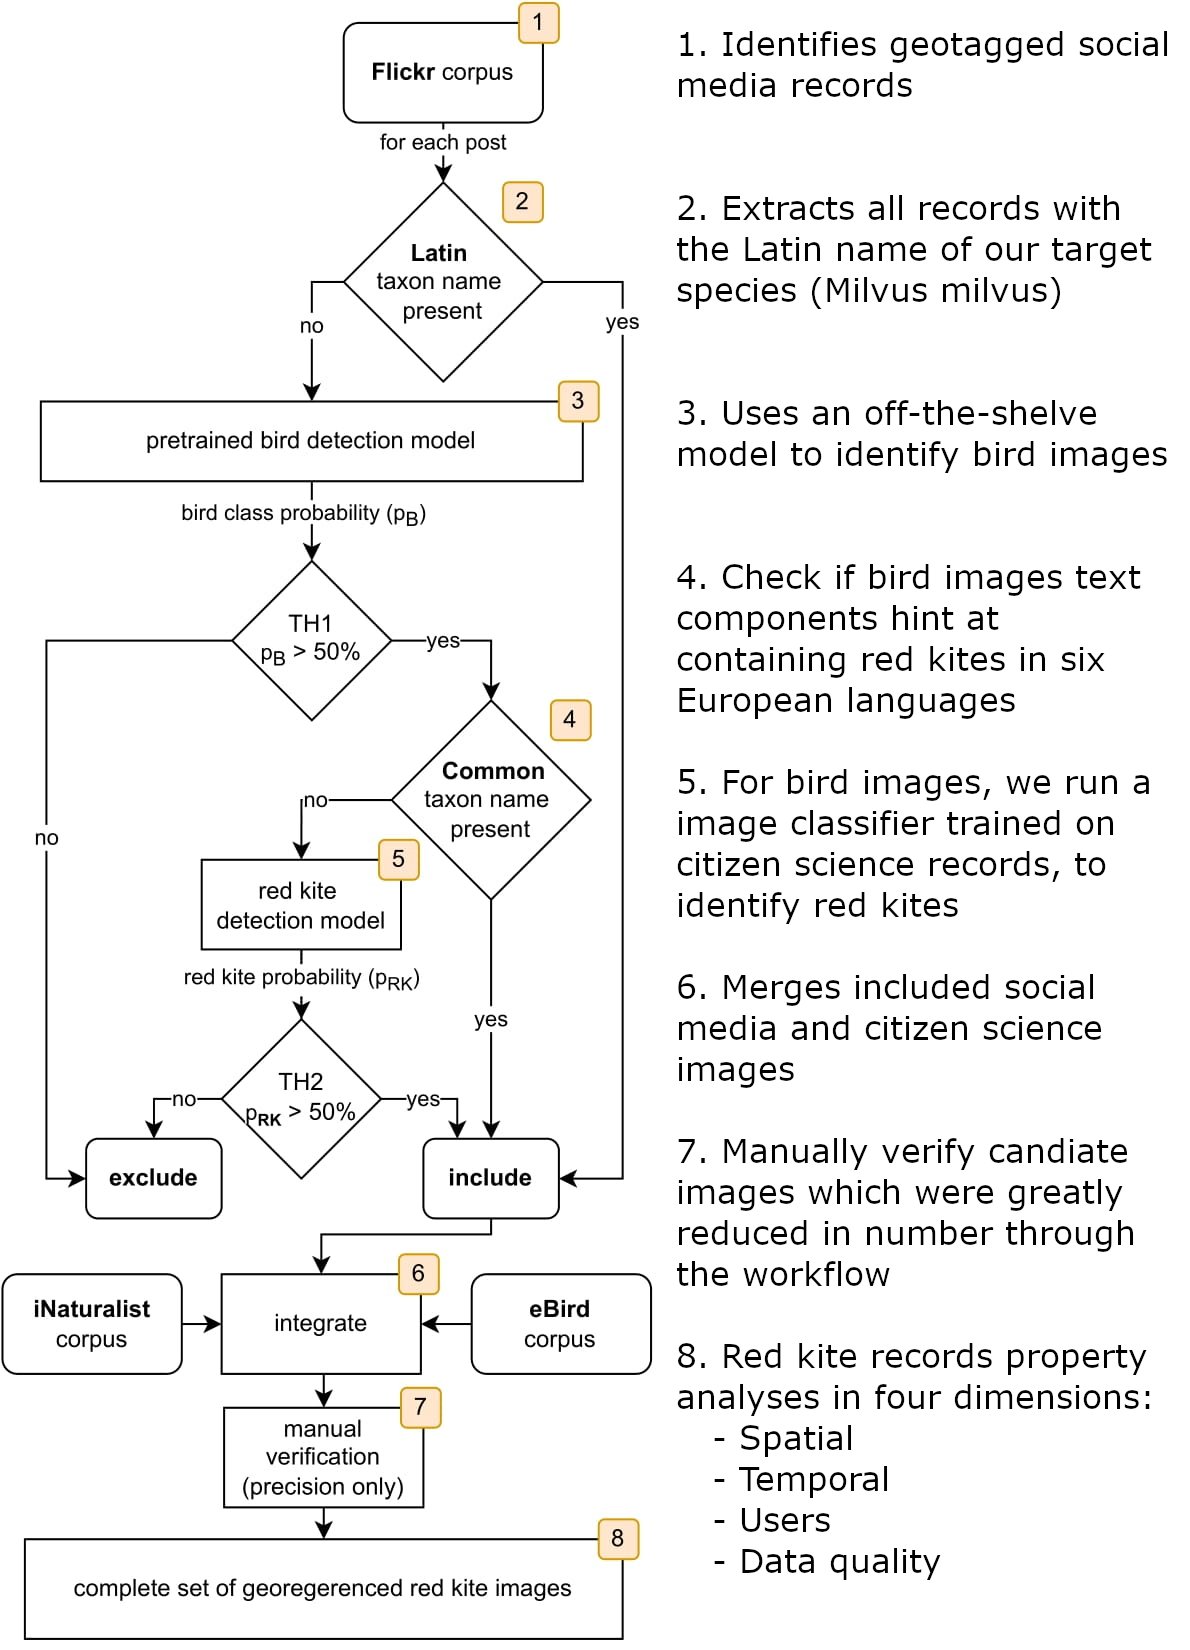 1
Flickr corpus
for each post
2
Latin
taxon name
present
no
yes
3
pretrained bird detection model
bird class probability (pB)
TH1
pB > 50%
yes
no
4
Common
taxon name
present
no
5
red kite
detection model
red kite probability (pRK)
yes
TH2
pRK > 50%
no
yes
exclude
include
6
iNaturalist
corpus
integrate
eBird
corpus
7
manual
verification
(precision only)
8
complete set of georegerenced red kite images
1. Identifies geotagged social
media records
2. Extracts all records with
the Latin name of our target
species (Milvus milvus)
3. Uses an off-the-shelve
model to identify bird images
4. Check if bird images text
components hint at
containing red kites in six
European languages
5. For bird images, we run a
image classifier trained on
citizen science records, to
identify red kites
6. Merges included social
media and citizen science
images
7. Manually verify candiate
images which were greatly
reduced in number through
the workflow
8. Red kite records property
analyses in four dimensions:
- Spatial
- Temporal
- Users
- Data quality